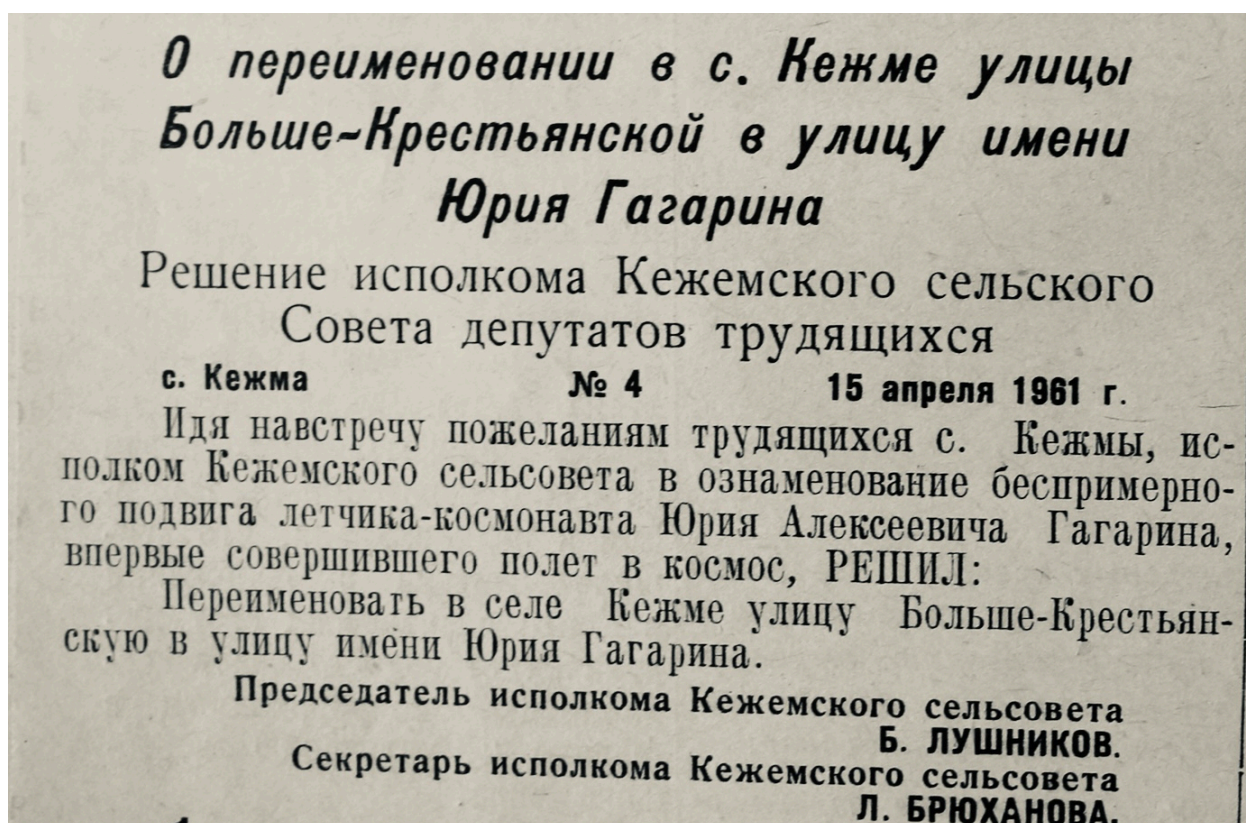 О переименовании в с. Кежме улицы
Больше-Крестьянской в улицу имени
Юрия Гагарина
Решение исполкома Кежемского сельского
Совета депутатов трудящихся
с. Кежма № 4 15 апреля 1961 г.
Идя навстречу пожеланиям трудящихся с. Кежмы, ис-
полком Кежемского сельсовета в ознаменование беспримерно-
го подвига летчика-космонавта Юрия Алексеевича Гагарина,
впервые совершившего полет в космос, РЕШИЛ:
Переименовать в селе Кежме улицу Больше-Крестьян-
скую в улицу имени Юрия Гагарина.
Председатель исполкома Кежемского сельсовета
Б. ЛУШНИКОВ.
Секретарь исполкома Кежемского сельсовета
Л. БРЮХАНОВА.